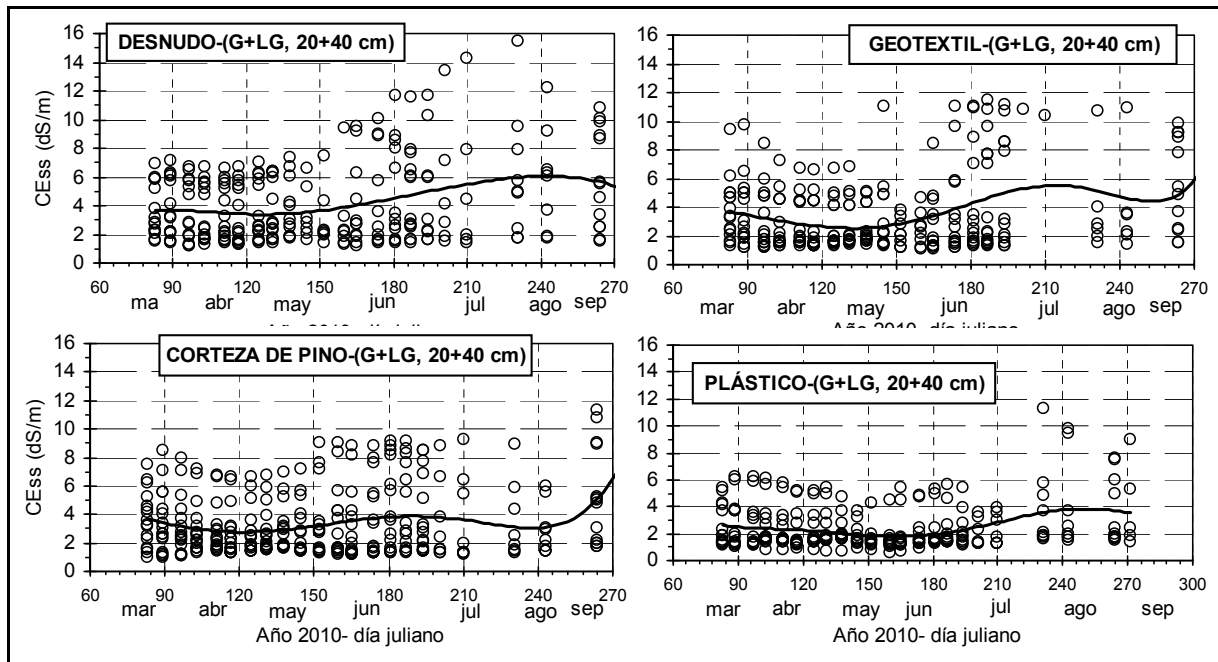 DESNUDO-(G+LG, 20+40 cm)
CEss (dS/m)
16
14
12
10
8
6
4
2
0
60 90 120 150 180 210 240 270
ma abr may jun jul ago sep
GEOTEXTIL-(G+LG, 20+40 cm)
16
14
12
10
8
6
4
2
0
60 90 120 150 180 210 240 270
mar abr may jun jul ago sep
Año 2010- día juliano
CORTEZA DE PINO-(G+LG, 20+40 cm)
CEss (dS/m)
16
14
12
10
8
6
4
2
0
60 90 120 150 180 210 240 270
mar abr may jun jul ago sep
Año 2010- día juliano
PLÁSTICO-(G+LG, 20+40 cm)
16
14
12
10
8
6
4
2
0
60 90 120 150 180 210 240 270 300
mar abr may jun jul ago sep
Año 2010- día juliano